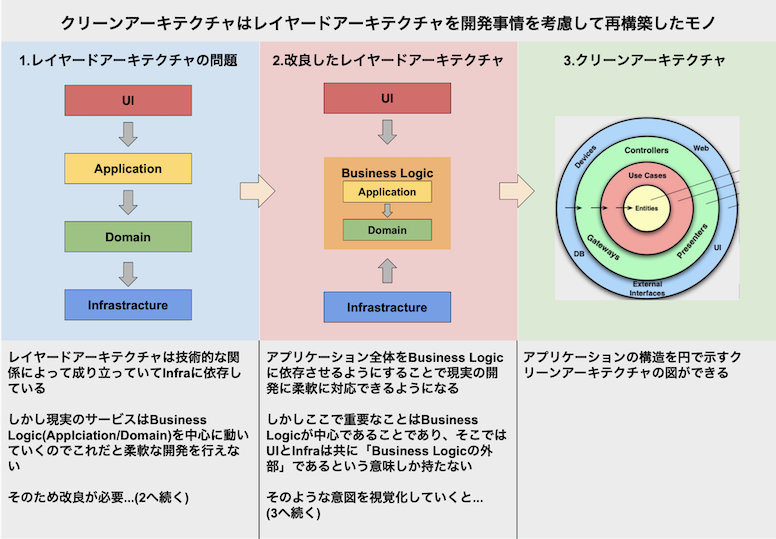 クリーンアーキテクチャはレイヤードアーキテクチャを開発事情を考慮して再構築したモノ
1.レイヤードアーキテクチャの問題
UI
Application
Domain
Infrastracture
レイヤードアーキテクチャは技術的な関
係によって成り立っていてInfraに依存し
ている
しかし現実のサービスはBusiness
Logic(Applciation/Domain)を中心に動い
ていくのでこれだと柔軟な開発を行えな
い
そのため改良が必要...(2へ続く)
2.改良したレイヤードアーキテクチャ
UI
Business Logic
Application
Domain
Infrastracture
アプリケーション全体をBusiness Logic
に依存させるようにすることで現実の開
発に柔軟に対応できるようになる
しかしここで重要なことはBusiness
Logicが中心であることであり、そこでは
UIとInfraは共に「Business Logicの外
部」であるという意味しか持たない
そのような意図を視覚化していくと...
(3へ続く)
3.クリーンアーキテクチャ
Devices
Controllers
Web
Use Cases
Entities
DB
Gateways
Presenters
UI
External
Interfaces
アプリケーションの構造を円で示すク
リーンアーキテクチャの図ができる